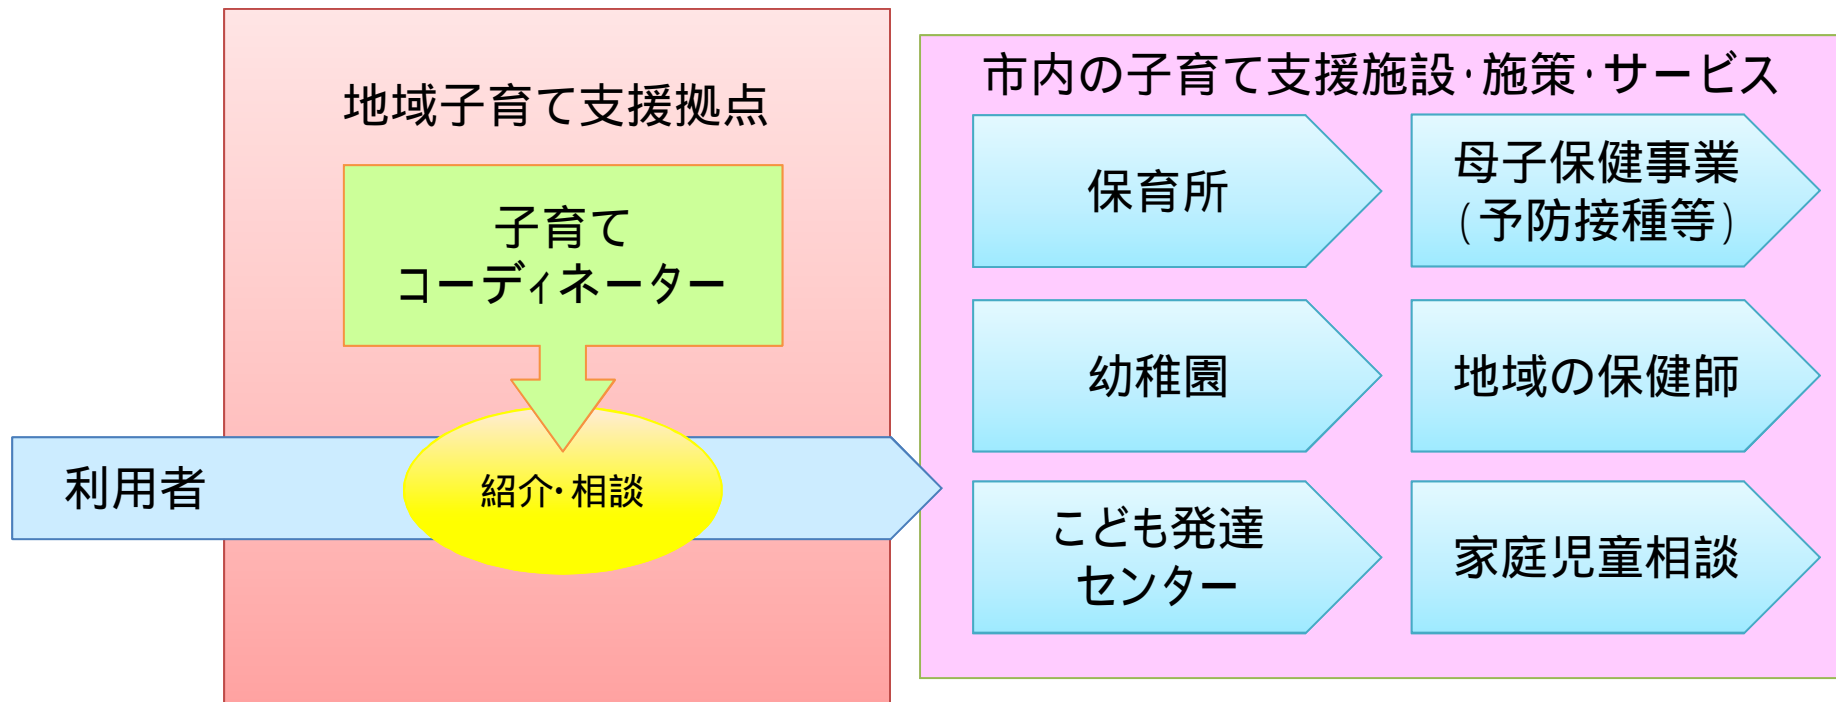 地域子育て支援拠点
子育て
コーディネーター
利用者
紹介・相談
市内の子育て支援施設・施策・サービス
保育所
母子保健事業
(予防接種等)
幼稚園
地域の保健師
こども発達
センター
家庭児童相談